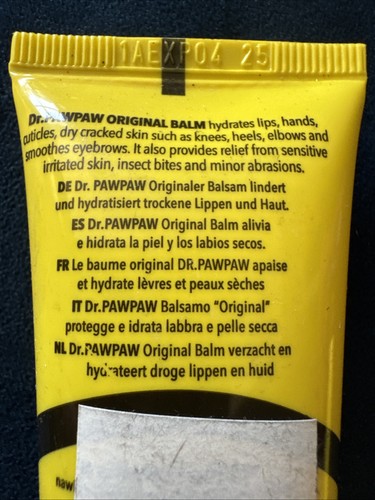 1AEXP04 25
Dr.PAWPAW ORIGINAL BALM hydrates lips, hands,
cuticles, dry cracked skin such as knees, heels, elbows and
smoothes eyebrows. It also provides relief from sensitive
irritated skin, insect bites and minor abrasions.
DE Dr. PAWPAW Originaler Balsam lindert
und hydratisiert trockene Lippen und Haut.
ES Dr.PAWPAW Original Balm alivia
e hidrata la piel y los labios secos.
FR Le baume original DR.PAWPAW apaise
et hydrate lèvres et peaux sèches
IT Dr.PAWPAW Balsamo "Original"
protegge e idrata labbra e pelle secca
NL Dr.PAWPAW Original Balm verzacht en
hydrateert droge lippen en huid